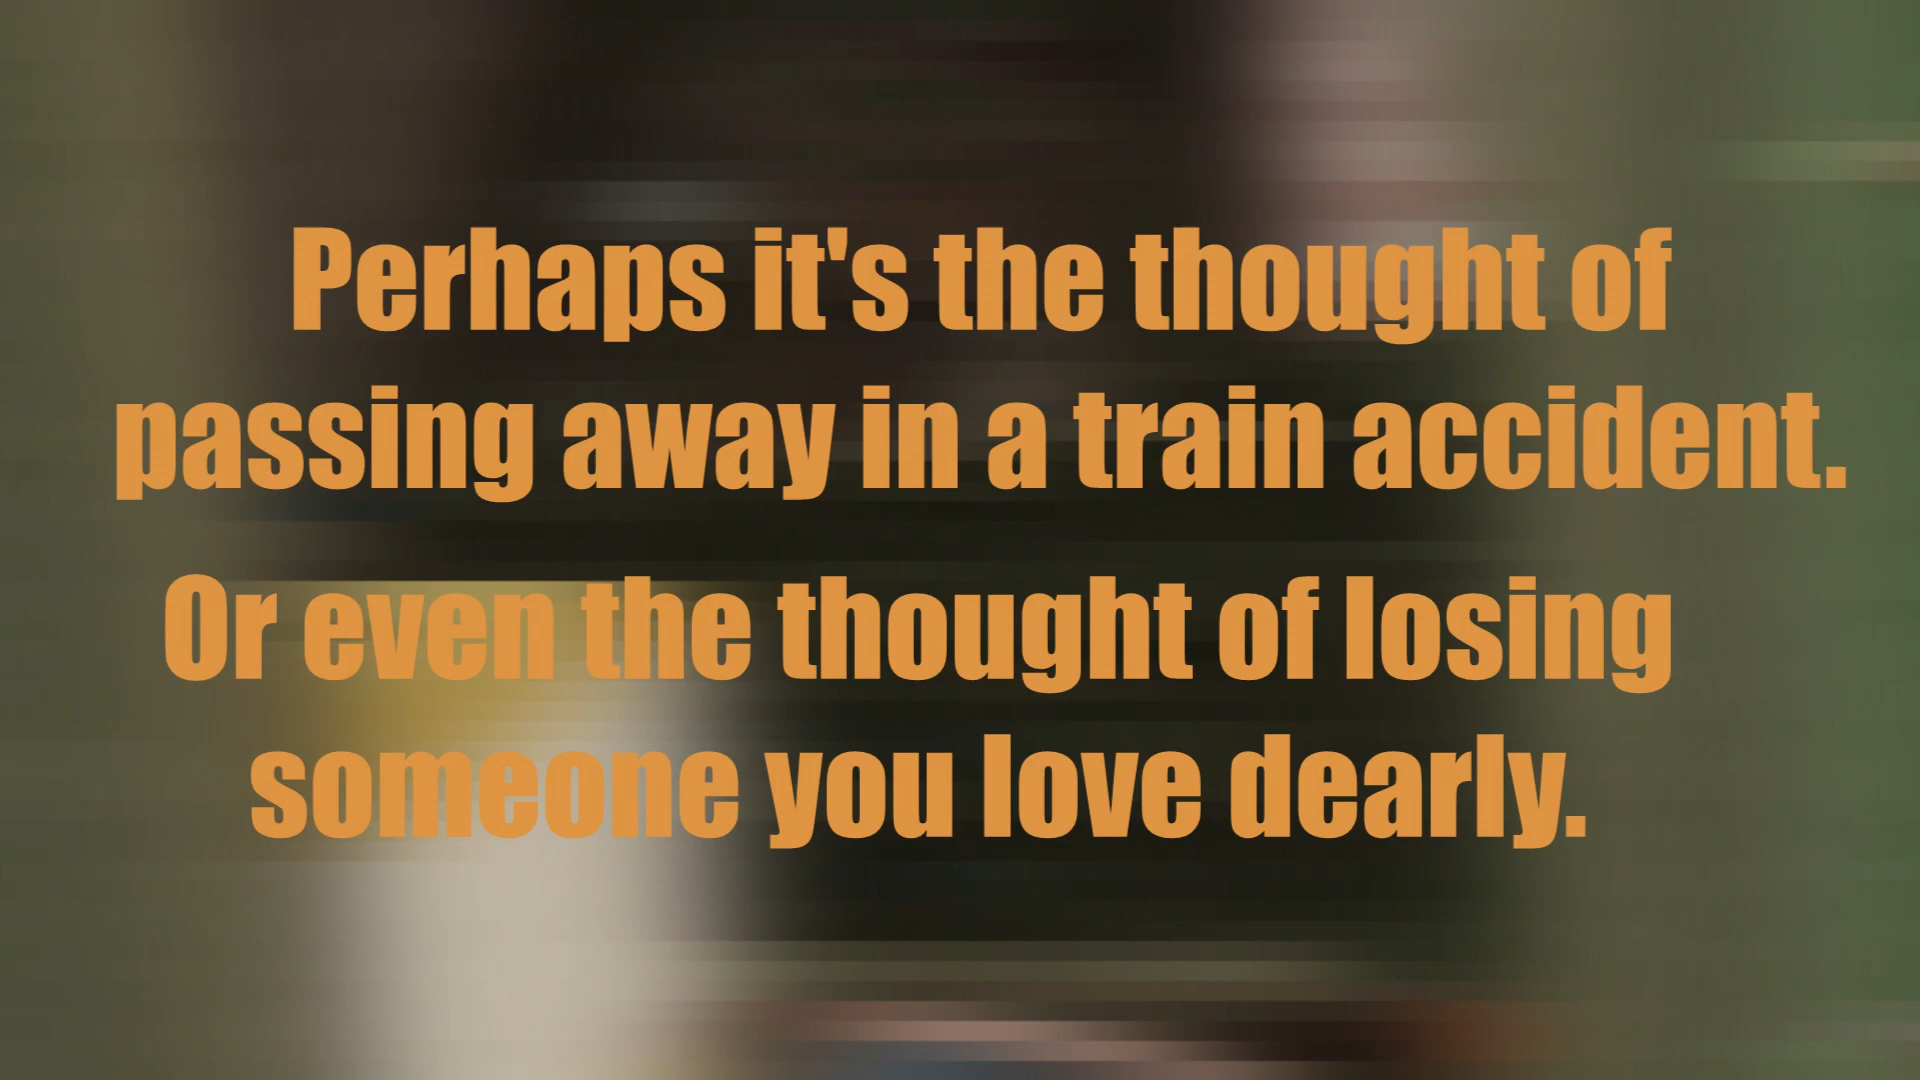 Perhaps it's the thought of
passing away in a train accident.
Or even the thought of losing
someone you love dearly.